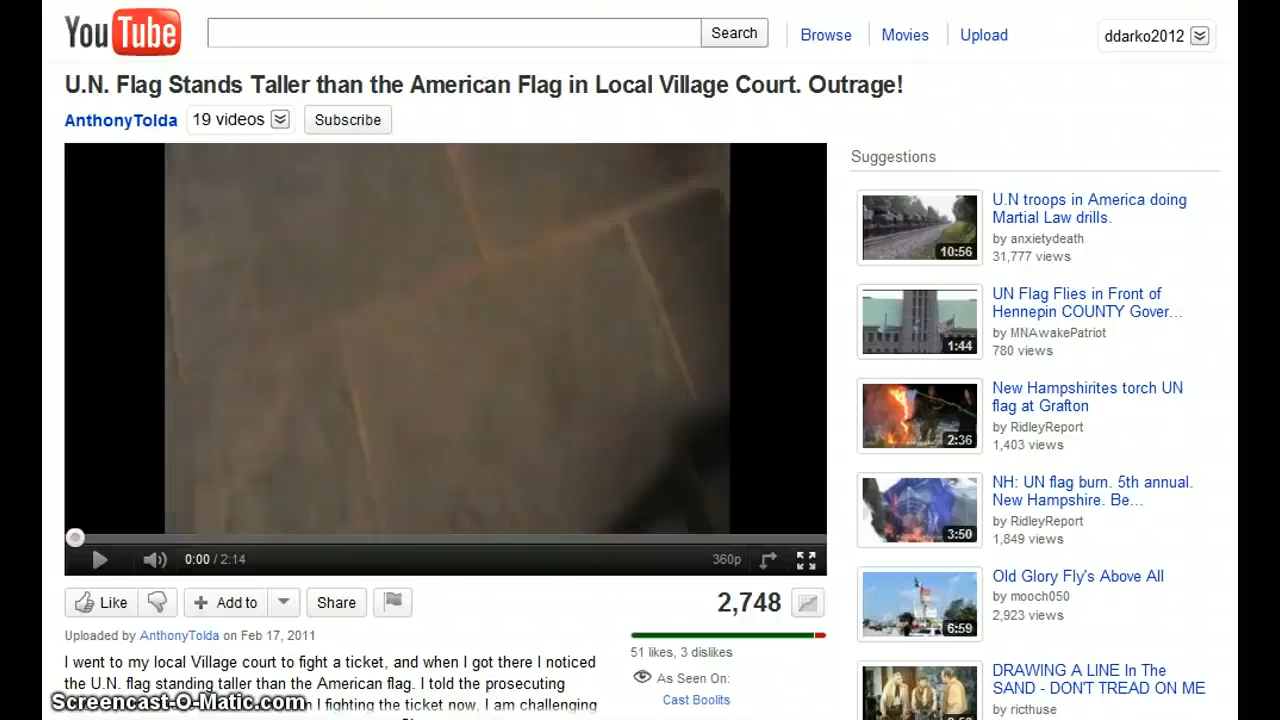 YouTube
Search
Browse
Movies
Upload
ddarko2012
U.N. Flag Stands Taller than the American Flag in Local Village Court. Outrage!
AnthonyTolda
19 videos
Subscribe
0:00 / 2:14
360p
Like
Add to
Share
2,748
Uploaded by AnthonyTolda on Feb 17, 2011
51 likes, 3 dislikes
As Seen On:
Cast Boolits
I went to my local Village court to fight a ticket, and when I got there I noticed
the U.N. flag standing taller than the American flag. I told the prosecuting
I fighting the ticket now, I am challenging
Screencast-O-Matic.com
Suggestions
10:56
U.N troops in America doing
Martial Law drills.
by anxietydeath
31,777 views
1:44
UN Flag Flies in Front of
Hennepin COUNTY Gover...
by MNAwakePatriot
780 views
2:36
New Hampshirites torch UN
flag at Grafton
by RidleyReport
1,403 views
3:50
NH: UN flag burn. 5th annual.
New Hampshire. Be...
by RidleyReport
1,849 views
6:59
Old Glory Fly's Above All
by mooch050
2,923 views
DRAWING A LINE In The
SAND - DON'T TREAD ON ME
by ricthuse